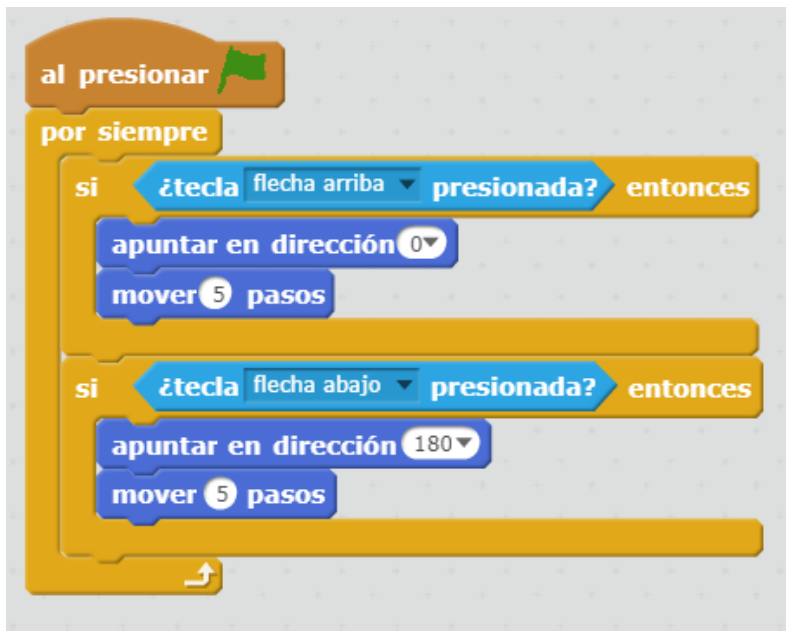 al presionar
por siempre
si ¿tecla flecha arriba presionada? entonces
apuntar en dirección 0
mover 5 pasos
si ¿tecla flecha abajo presionada? entonces
apuntar en dirección 180
mover 5 pasos